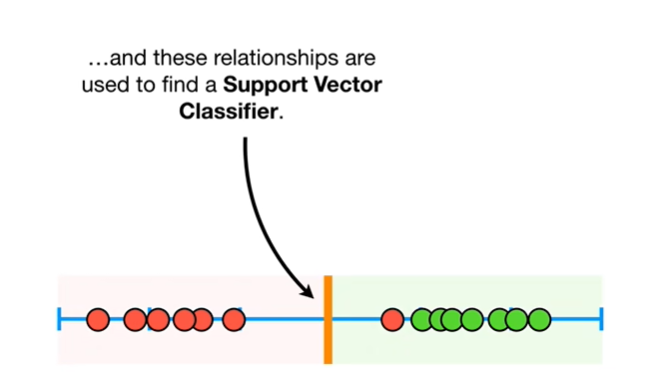 …and these relationships are
used to find a Support Vector
Classifier.